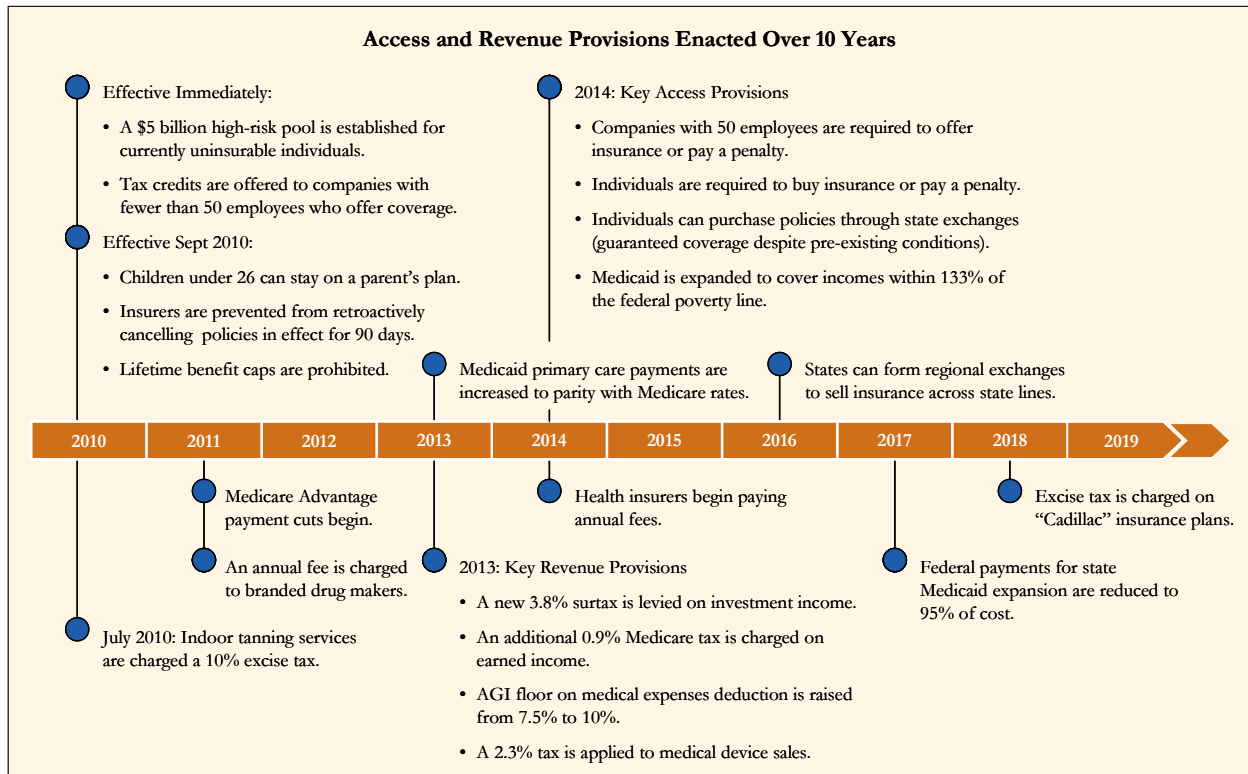 Access and Revenue Provisions Enacted Over 10 Years
Effective Immediately:
• A $5 billion high-risk pool is established for
currently uninsurable individuals.
• Tax credits are offered to companies with
fewer than 50 employees who offer coverage.
Effective Sept 2010:
• Children under 26 can stay on a parent's plan.
• Insurers are prevented from retroactively
cancelling policies in effect for 90 days.
• Lifetime benefit caps are prohibited.
2014: Key Access Provisions
• Companies with 50 employees are required to offer
insurance or pay a penalty.
• Individuals are required to buy insurance or pay a penalty.
• Individuals can purchase policies through state exchanges
(guaranteed coverage despite pre-existing conditions).
• Medicaid is expanded to cover incomes within 133% of
the federal poverty line.
Medicaid primary care payments are
increased to parity with Medicare rates.
States can form regional exchanges
to sell insurance across state lines.
2010 2011 2012 2013 2014 2015 2016 2017 2018 2019
Medicare Advantage
payment cuts begin.
An annual fee is charged
to branded drug makers.
July 2010: Indoor tanning services
are charged a 10% excise tax.
Health insurers begin paying
annual fees.
2013: Key Revenue Provisions
• A new 3.8% surtax is levied on investment income.
• An additional 0.9% Medicare tax is charged on
earned income.
• AGI floor on medical expenses deduction is raised
from 7.5% to 10%.
• A 2.3% tax is applied to medical device sales.
Excise tax is charged on
"Cadillac" insurance plans.
Federal payments for state
Medicaid expansion are reduced to
95% of cost.